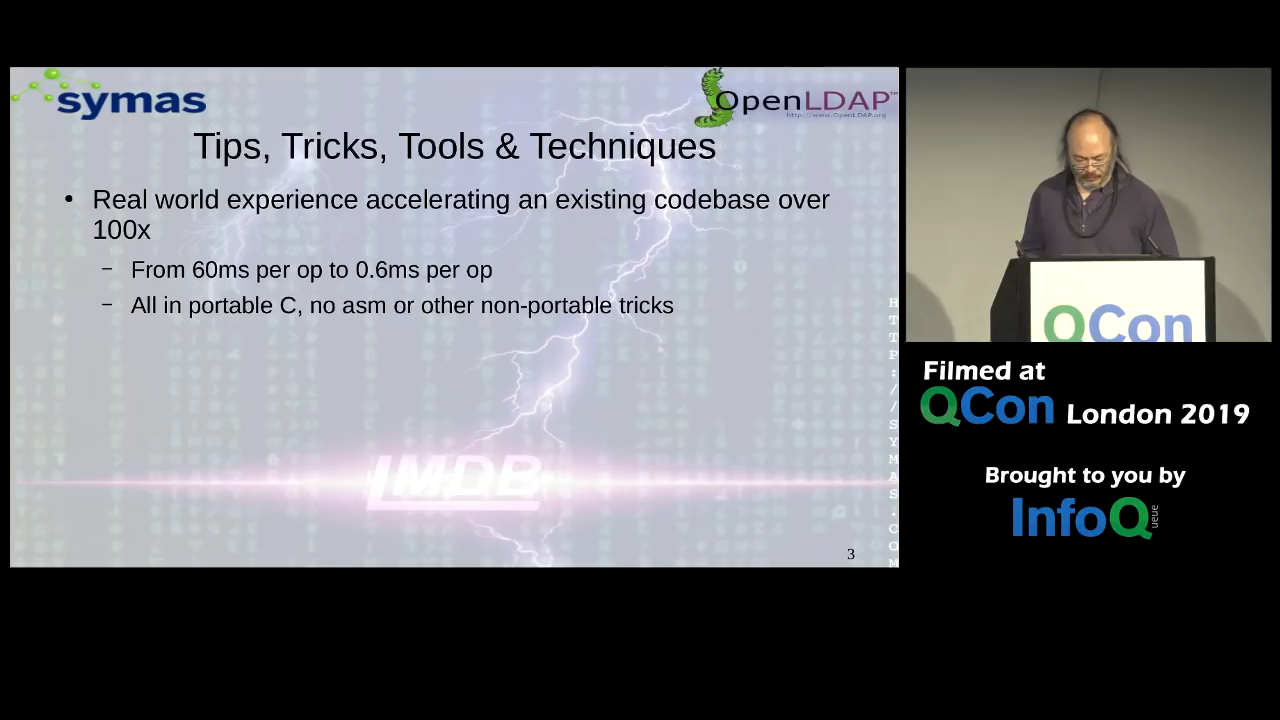 symas
OpenLDAP™
http://www.OpenLDAP.org
Tips, Tricks, Tools & Techniques
• Real world experience accelerating an existing codebase over
100x
– From 60ms per op to 0.6ms per op
– All in portable C, no asm or other non-portable tricks
LMDB
HTTP://SYMAS.COM
3
QCon
Filmed at
QCon London 2019
Brought to you by
InfoQ
ueue